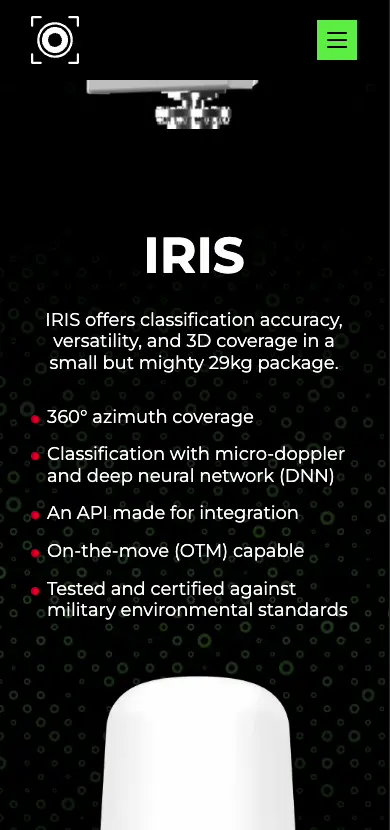 IRIS
IRIS offers classification accuracy,
versatility, and 3D coverage in a
small but mighty 29kg package.
360° azimuth coverage
Classification with micro-doppler
and deep neural network (DNN)
An API made for integration
On-the-move (OTM) capable
Tested and certified against
military environmental standards